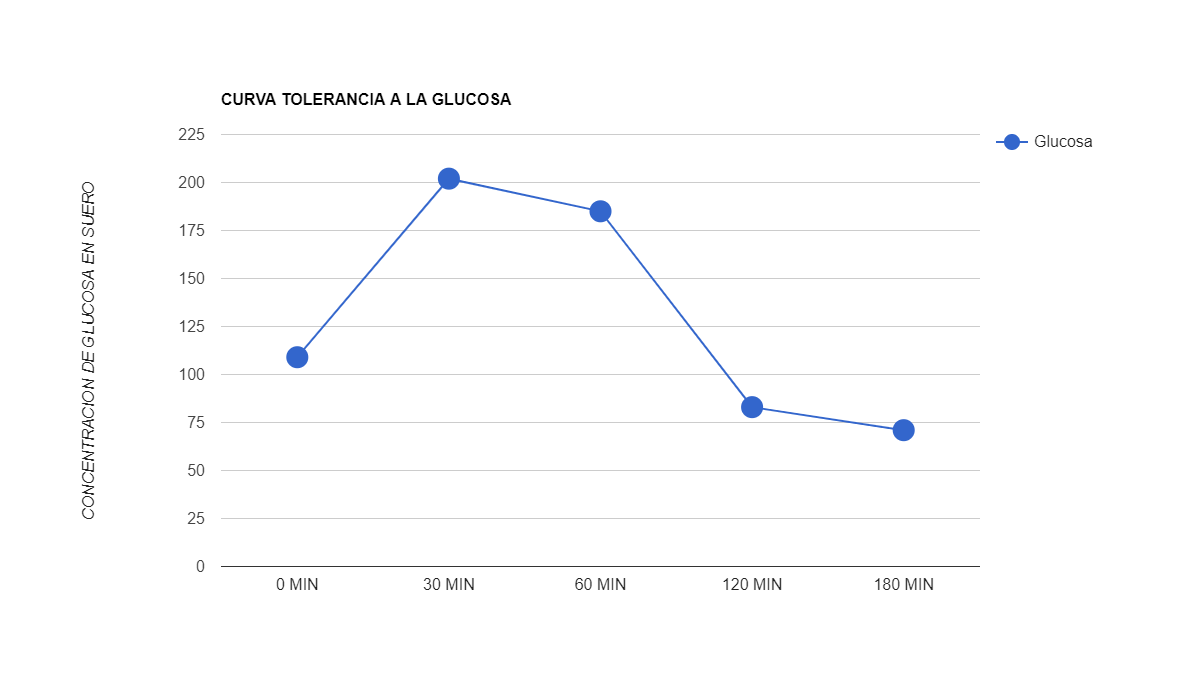 CURVA TOLERANCIA A LA GLUCOSA
Glucosa
CONCENTRACION DE GLUCOSA EN SUERO
225
200
175
150
125
100
75
50
25
0
0 MIN
30 MIN
60 MIN
120 MIN
180 MIN